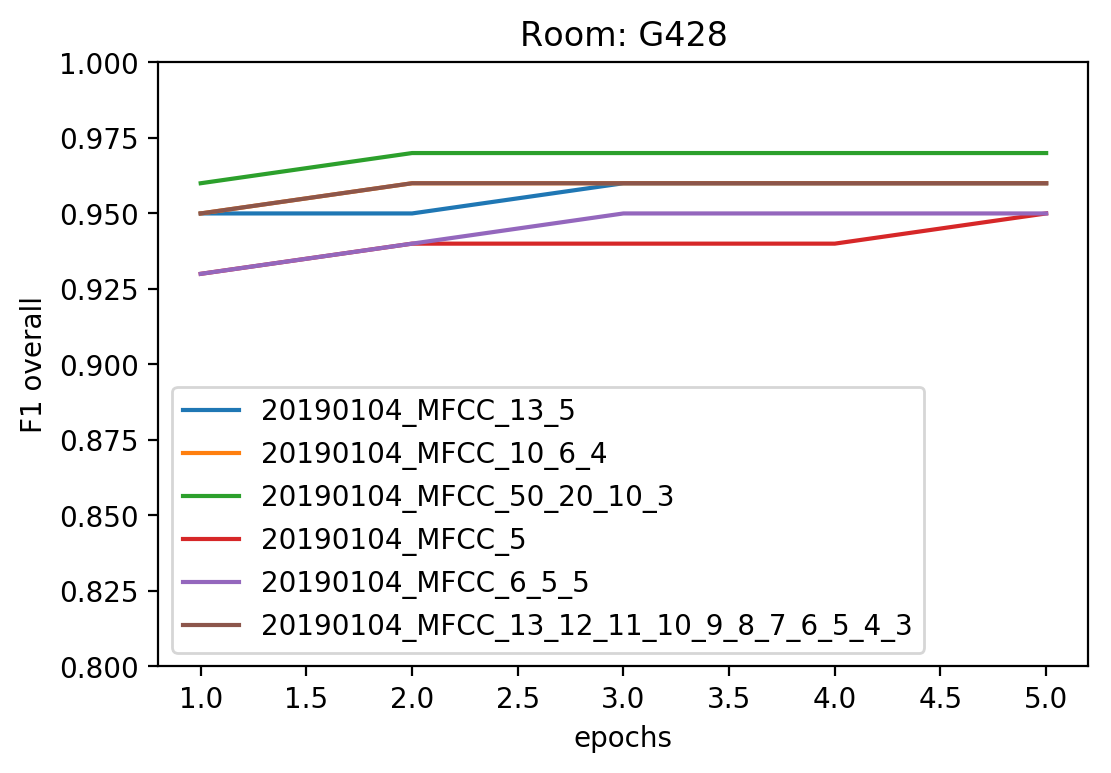 Room: G428
1.000
0.975
0.950
0.925
0.900
0.875
0.850
0.825
0.800
F1 overall
20190104_MFCC_13_5
20190104_MFCC_10_6_4
20190104_MFCC_50_20_10_3
20190104_MFCC_5
20190104_MFCC_6_5_5
20190104_MFCC_13_12_11_10_9_8_7_6_5_4_3
1.0 1.5 2.0 2.5 3.0 3.5 4.0 4.5 5.0
epochs